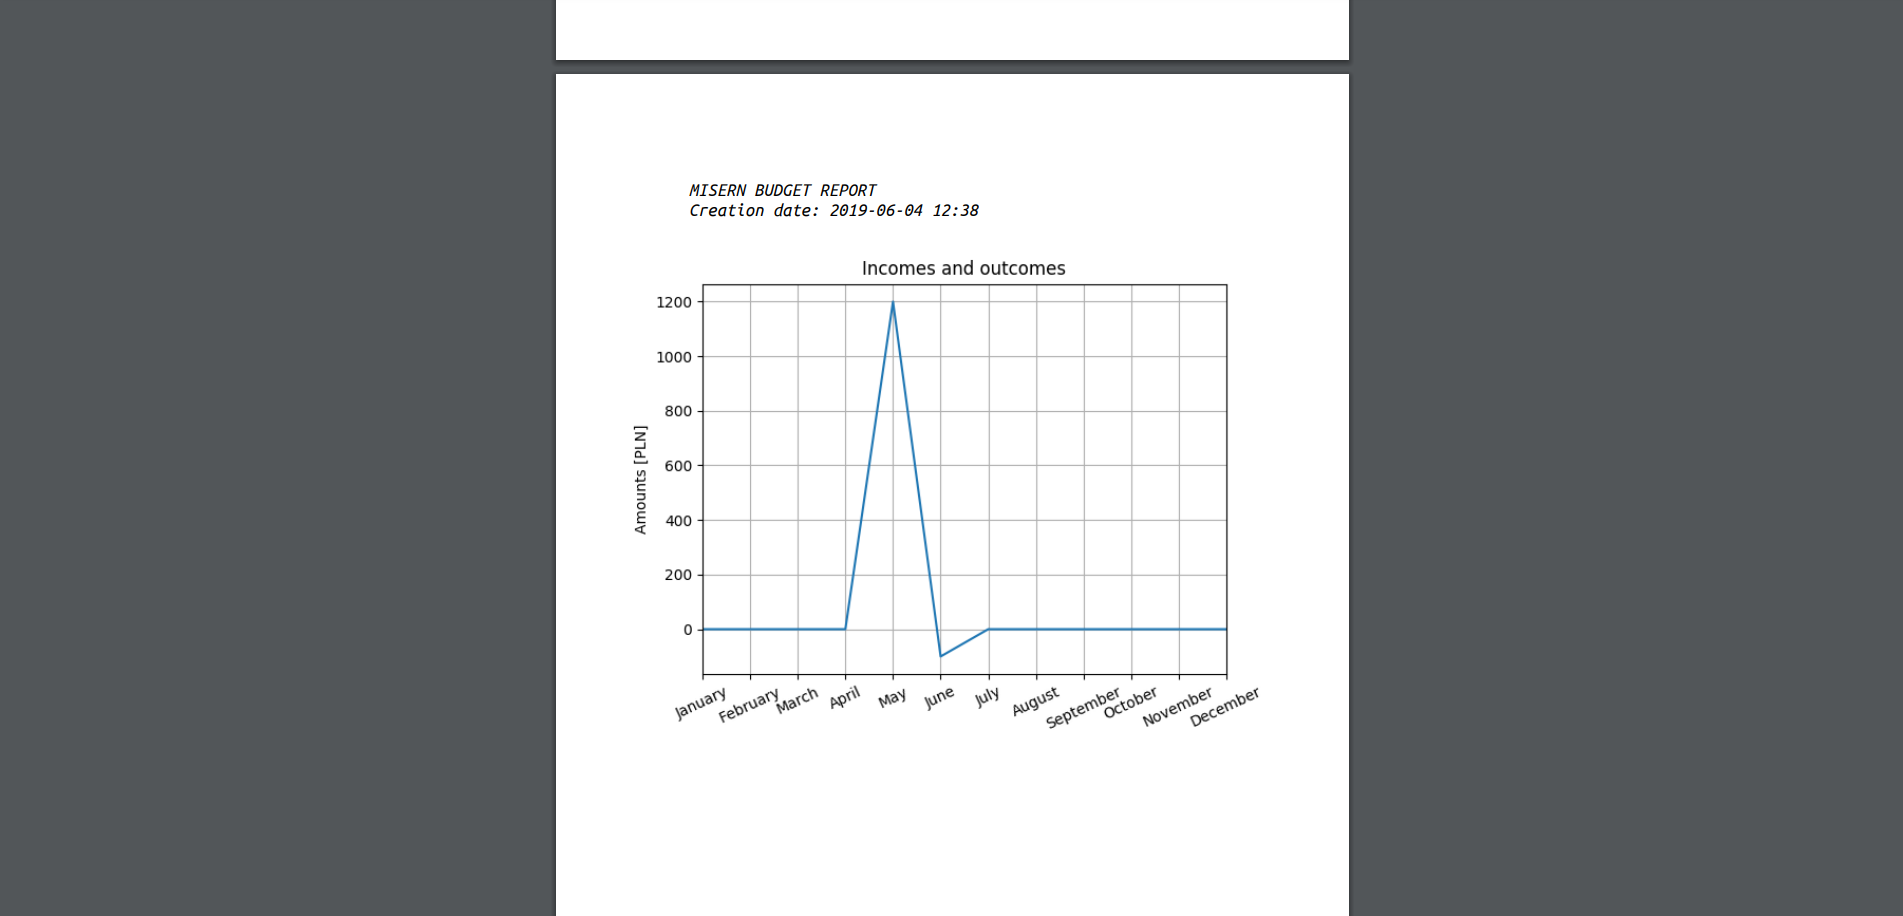 MISERN BUDGET REPORT
Creation date: 2019-06-04 12:38
Incomes and outcomes
1200
1000
800
600
400
200
0
Amounts [PLN]
January
February
March
April
May
June
July
August
September
October
November
December